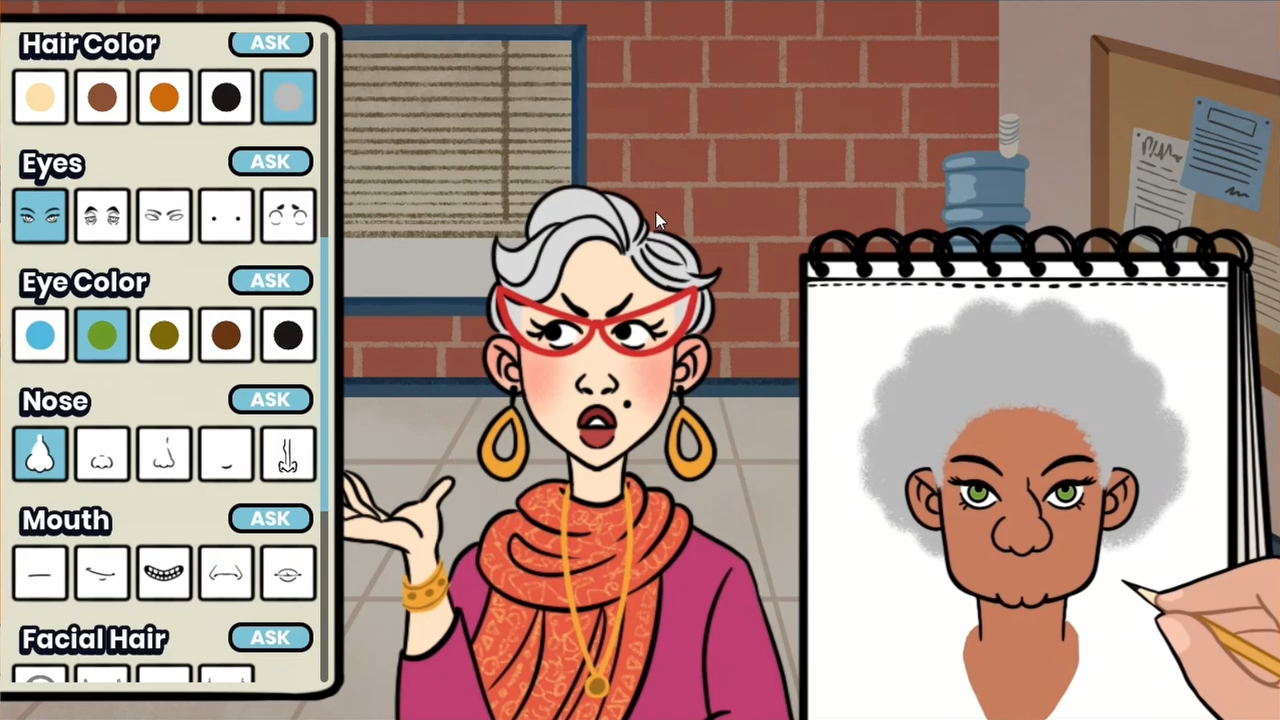 Hair Color ASK
Eyes ASK
Eye Color ASK
Nose ASK
Mouth ASK
Facial Hair ASK